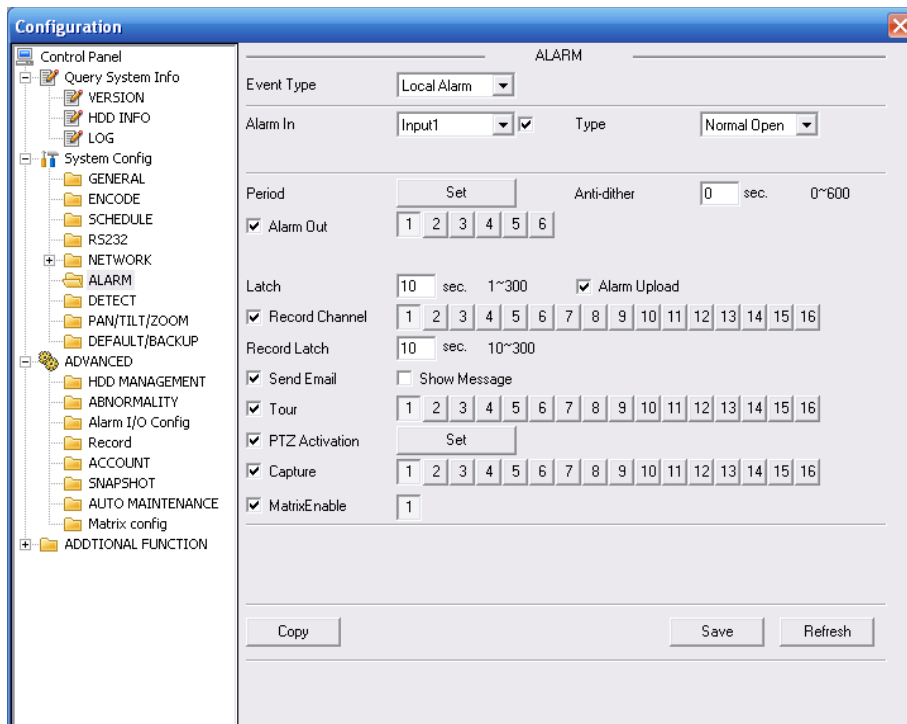 Configuration
Control Panel
Query System Info
VERSION
HDD INFO
LOG
System Config
GENERAL
ENCODE
SCHEDULE
RS232
NETWORK
ALARM
DETECT
PAN/TILT/ZOOM
DEFAULT/BACKUP
ADVANCED
HDD MANAGEMENT
ABNORMALITY
Alarm I/O Config
Record
ACCOUNT
SNAPSHOT
AUTO MAINTENANCE
Matrix config
ADDTIONAL FUNCTION
ALARM
Event Type Local Alarm
Alarm In Input1 Type Normal Open
Period Set Anti-dither 0 sec. 0~600
Alarm Out 1 2 3 4 5 6
Latch 10 sec. 1~300 Alarm Upload
Record Channel 1 2 3 4 5 6 7 8 9 10 11 12 13 14 15 16
Record Latch 10 sec. 10~300
Send Email Show Message
Tour 1 2 3 4 5 6 7 8 9 10 11 12 13 14 15 16
PTZ Activation Set
Capture 1 2 3 4 5 6 7 8 9 10 11 12 13 14 15 16
MatrixEnable 1
Copy Save Refresh